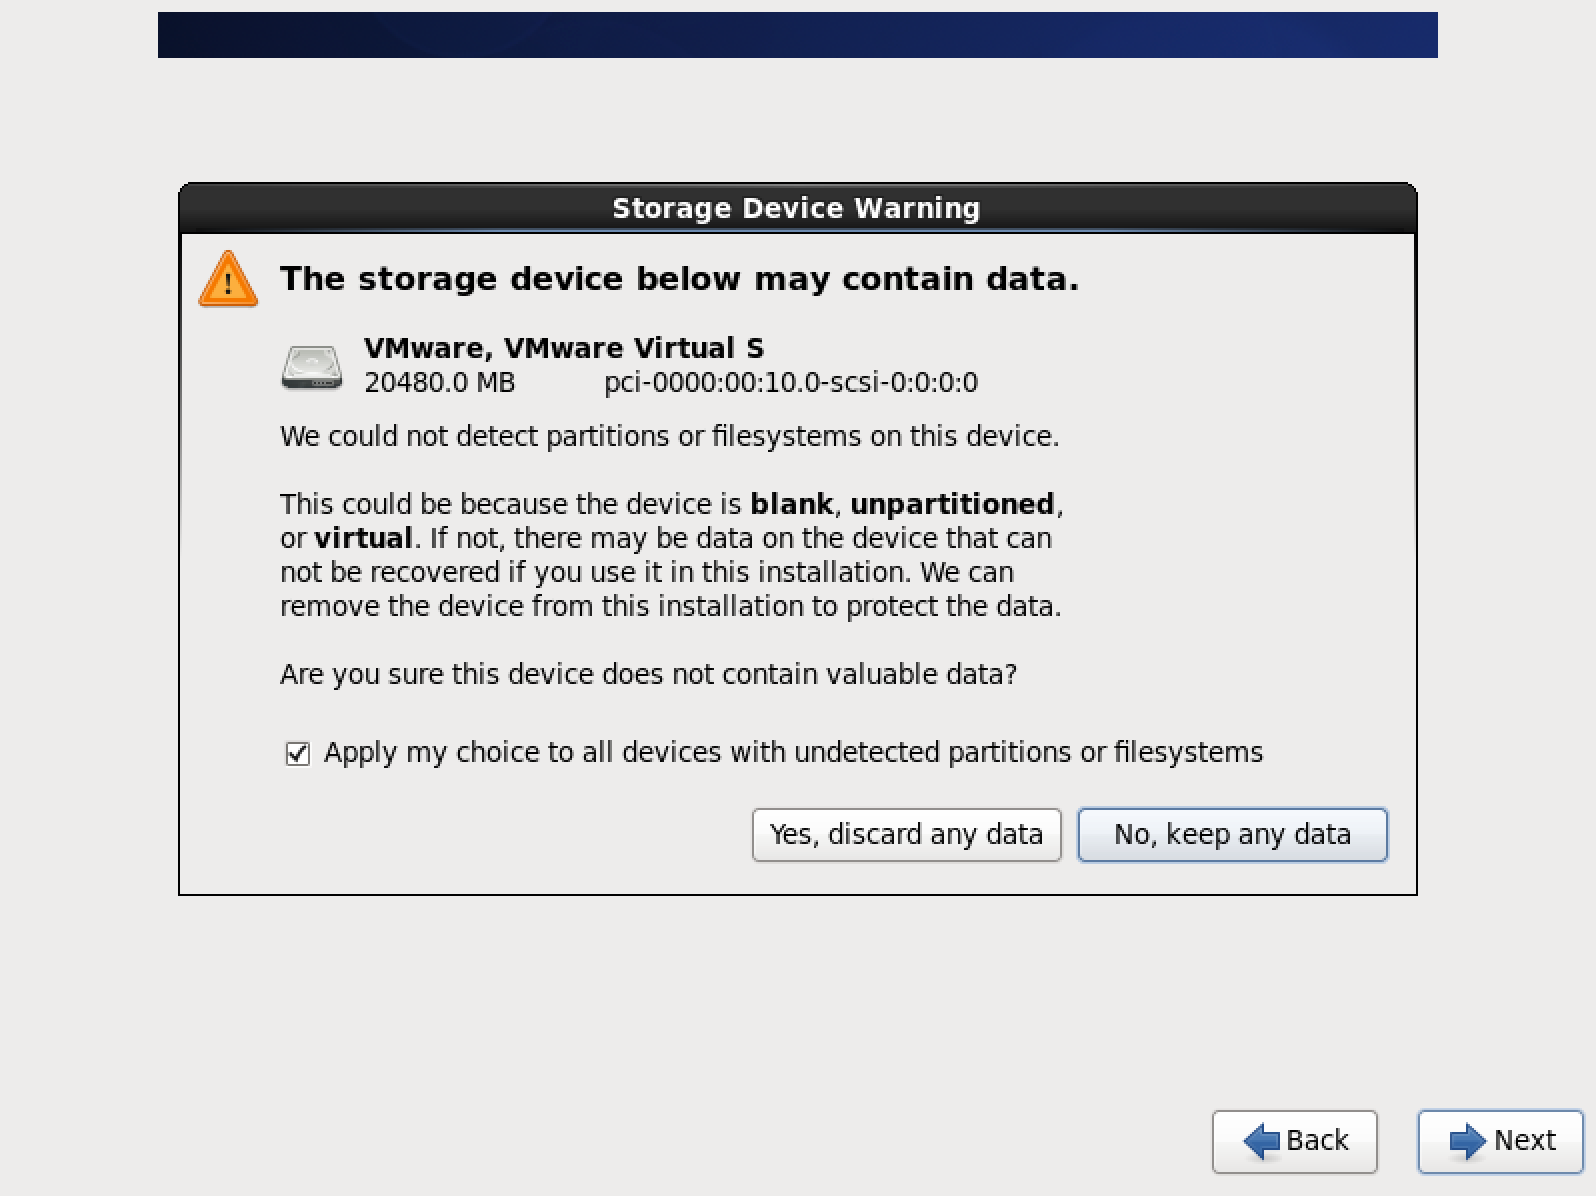 Storage Device Warning
The storage device below may contain data.
VMware, VMware Virtual S
20480.0 MB pci-0000:00:10.0-scsi-0:0:0:0
We could not detect partitions or filesystems on this device.
This could be because the device is blank, unpartitioned,
or virtual. If not, there may be data on the device that can
not be recovered if you use it in this installation. We can
remove the device from this installation to protect the data.
Are you sure this device does not contain valuable data?
Apply my choice to all devices with undetected partitions or filesystems
Yes, discard any data No, keep any data
Back Next